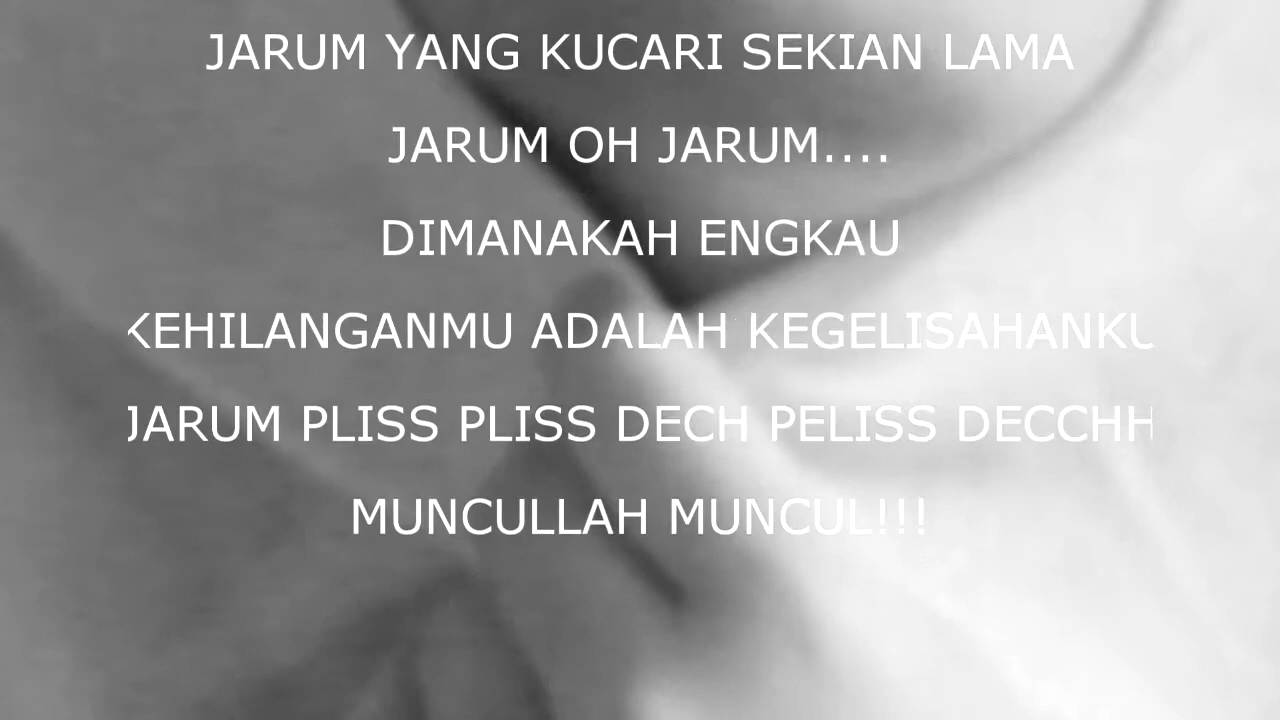 JARUM YANG KUCARI SEKIAN LAMA
JARUM OH JARUM....
DIMANAKAH ENGKAU
KEHILANGANMU ADALAH KEGELISAHANKU
JARUM PLISS PLISS DECH PELISS DECCHH
MUNCULLAH MUNCUL!!!